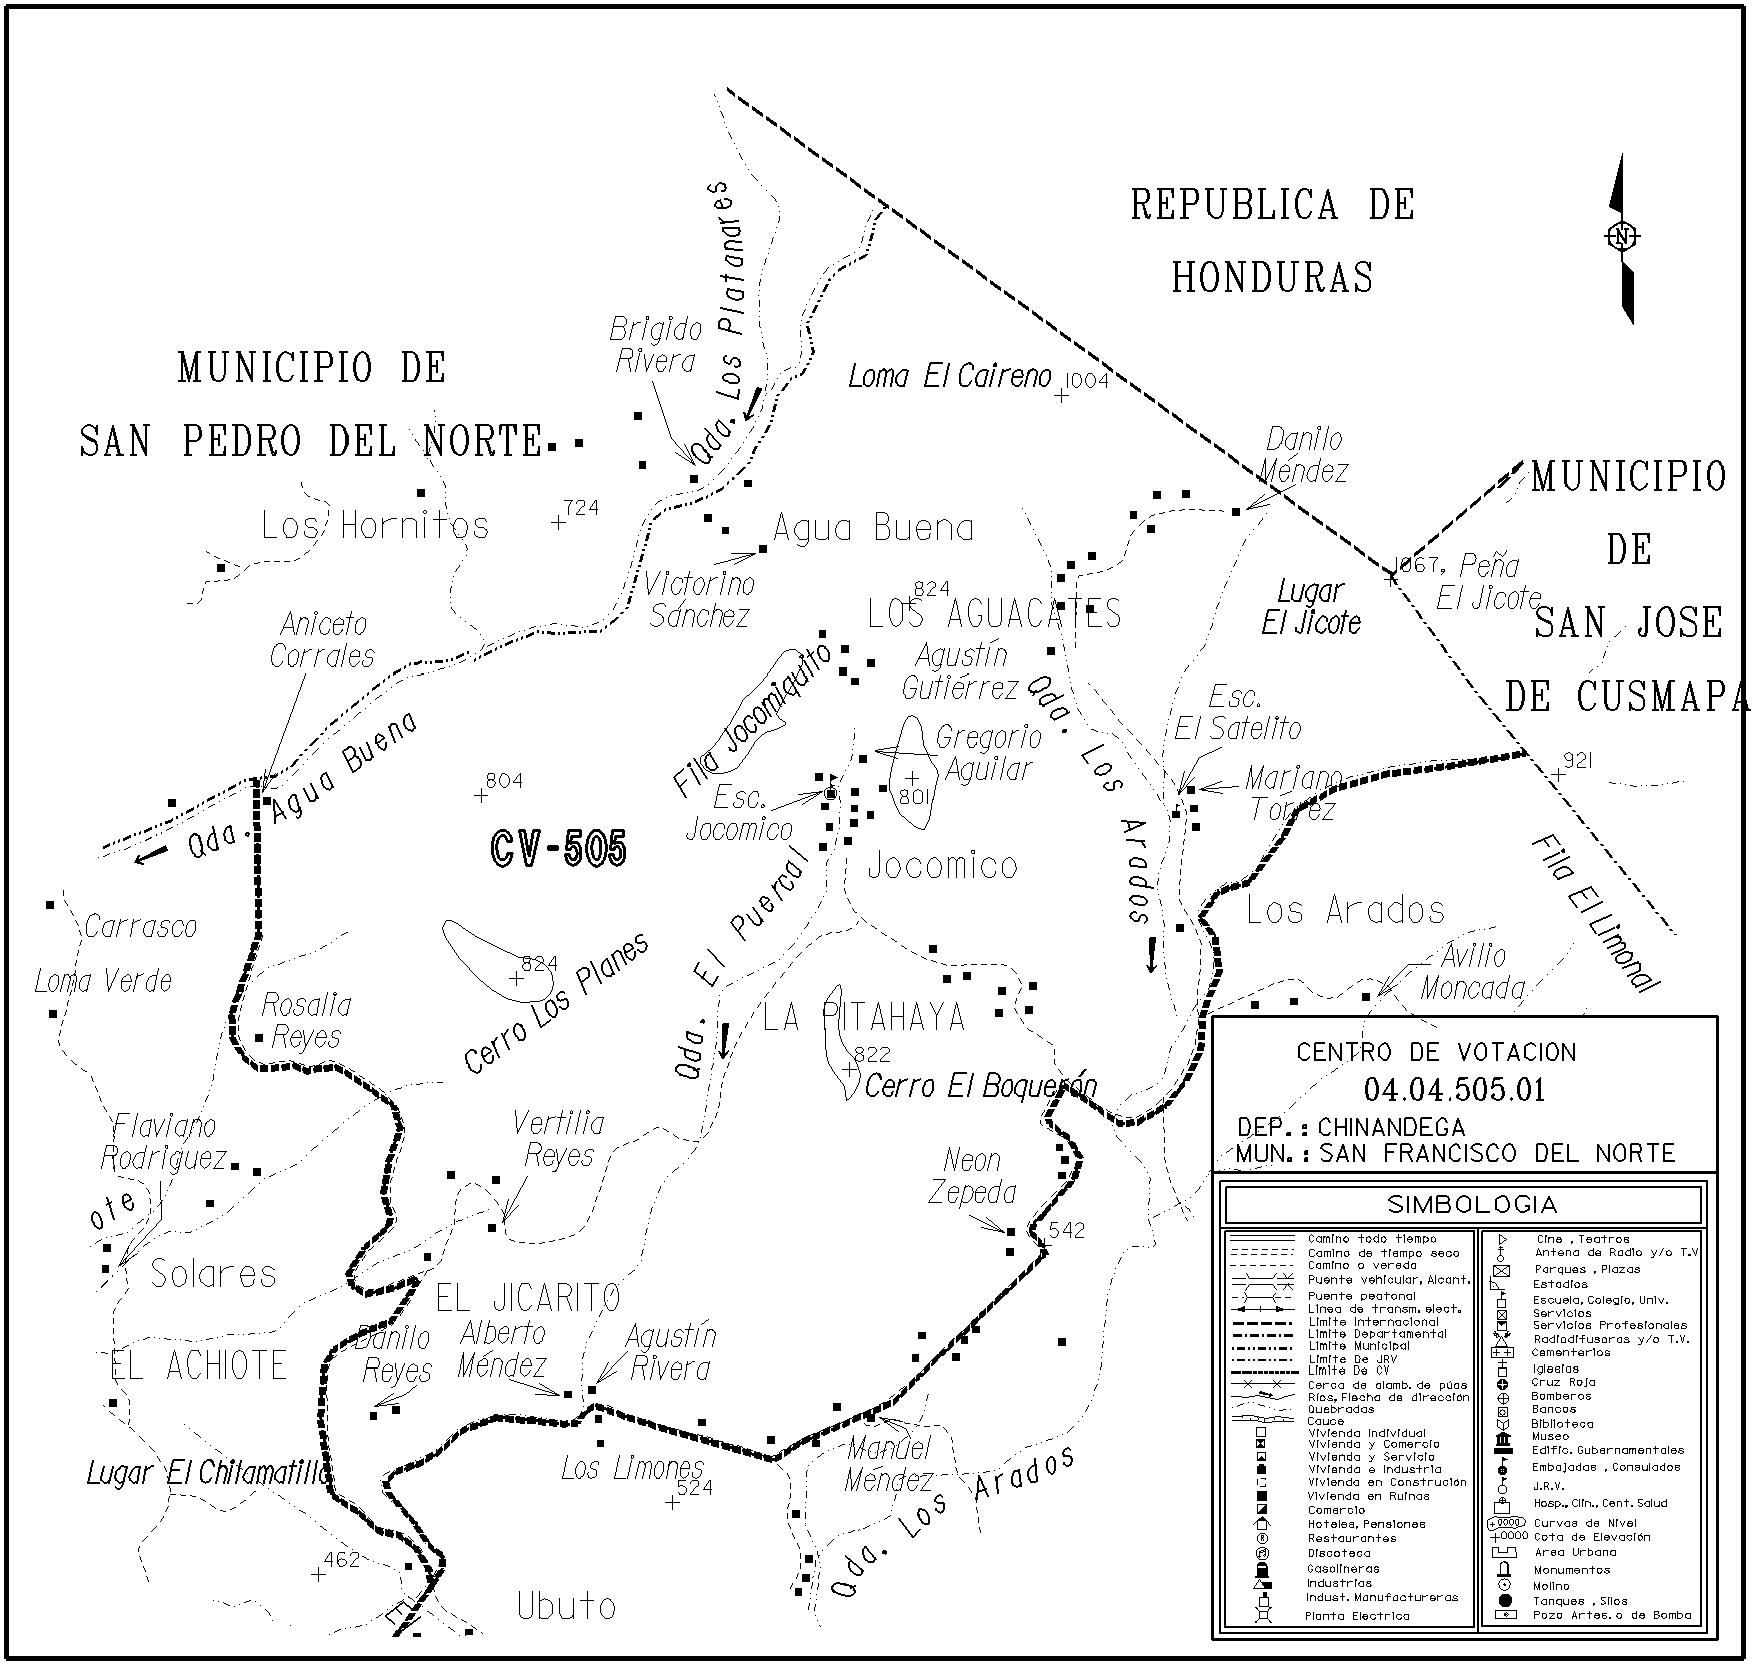 REPUBLICA DE
HONDURAS
N
MUNICIPIO DE
SAN PEDRO DEL NORTE
MUNICIPIO
DE
SAN JOSE
DE CUSMAPA
Qda. Los Platanares
Brigido
Rivera
Loma El Caireno
1004
Danilo
Méndez
Los Hornitos
724
Agua Buena
Victorino
Sánchez
824
LOS AGUACATES
Lugar
El Jicote
1067, Peña
El Jicote
Aniceto
Corrales
Agustín
Gutiérrez
Fila Jocomiquito
Qda. Los Arados
Esc.
El Satelito
Gregorio
Aguilar
Mariano
Torrez
921
Qda. Agua Buena
804
Esc.
Jocomico
801
CV-505
Jocomico
Fila El Limonal
Los Arados
Carrasco
Loma Verde
824
Cerro Los Planes
Qda. El Puercal
Avilio
Moncada
Rosalia
Reyes
LA PITAHAYA
822
Cerro El Boquerón
Flaviano
Rodriguez
Vertilia
Reyes
Neon
Zepeda
ote
542
Solares
EL JICARITO
EL ACHIOTE
Danilo
Reyes
Alberto
Méndez
Agustín
Rivera
Lugar El Chilamatillo
Los Limones
524
Manuel
Méndez
Qda. Los Arados
462
Ubuto
El
CENTRO DE VOTACION
04.04.505.01
DEP. : CHINANDEGA
MUN. : SAN FRANCISCO DEL NORTE
SIMBOLOGIA
Camino todo tiempo
Camino de tiempo seco
Camino o vereda
Puente vehicular, Alcant.
Puente peatonal
Linea de transm. elect.
Limite Internacional
Limite Departamental
Limite Municipal
Limite De JRV
Limite De CV
Cerca de alamb. de púas
Ríos, Flecha de dirección
Quebradas
Cauce
Vivienda Individual
Vivienda y Comercio
Vivienda y Servicio
Vivienda e Industria
Vivienda en Construción
Vivienda en Ruinas
Comercio
Hoteles, Pensiones
R Restaurantes
Discoteca
Gasolineras
Industrias
Indust. Manufactureras
Planta Electrica
Cine , Teatros
Antena de Radio y/o T.V
Parques , Plazas
Estadios
Escuela, Colegio, Univ.
Servicios
Servicios Profesionales
Radiodifusoras y/o T.V.
Cementerios
Iglesias
Cruz Roja
Bomberos
Bancos
Biblioteca
Museo
Edific. Gubernamentales
Embajadas , Consulados
J.R.V.
Hosp., Clin., Cent. Salud
+0000 Curvas de Nivel
+0000 Cota de Elevación
Area Urbana
Monumentos
Molino
Tanques , Silos
Pozo Artes. o de Bomba